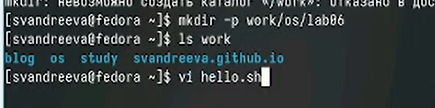 mkdir: невозможно создать каталог «/work»: Отказано в дос
[svandreeva@fedora ~]$ mkdir -p work/os/lab06
[svandreeva@fedora ~]$ ls work
blog os study svandreeva.github.io
[svandreeva@fedora ~]$ vi hello.sh